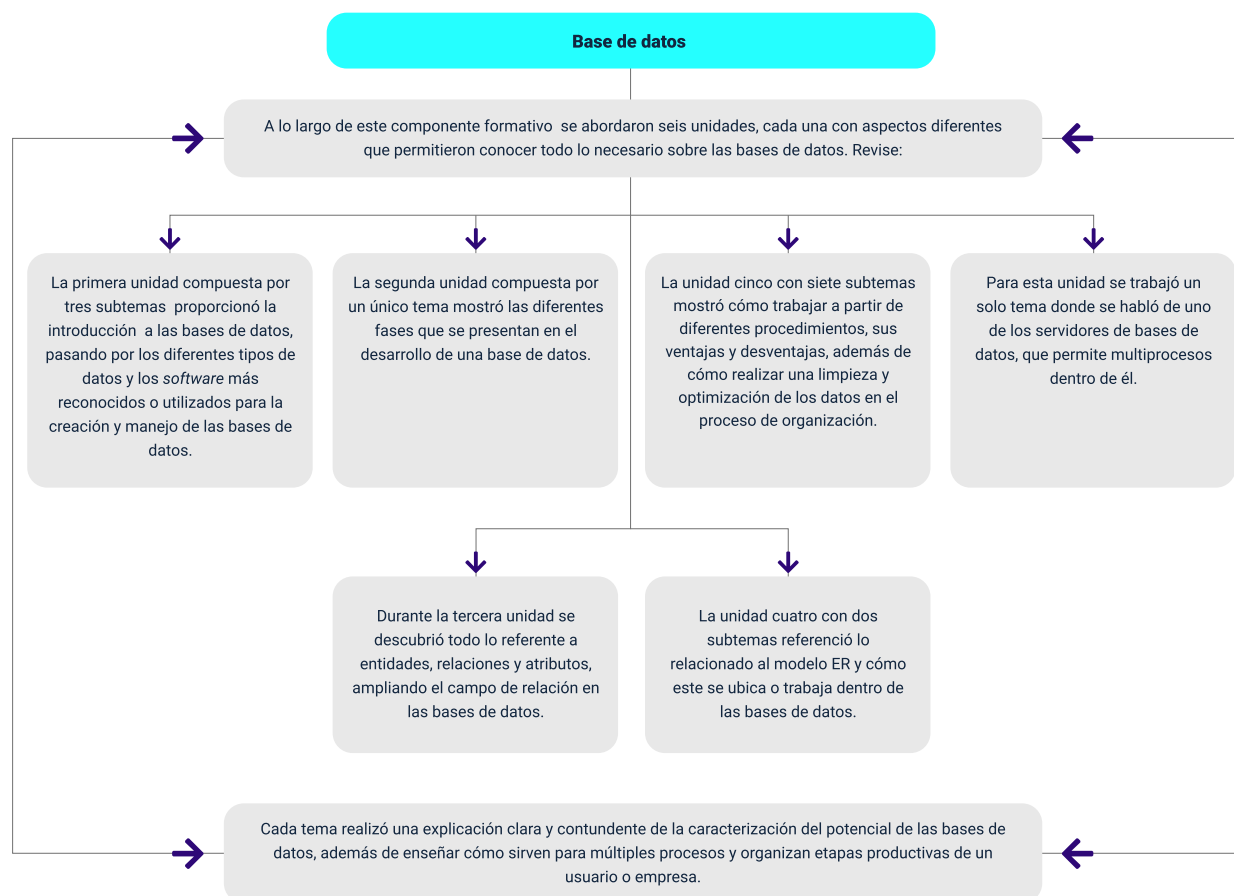 Base de datos
A lo largo de este componente formativo  se abordaron seis unidades, cada una con aspectos diferentes
que permitieron conocer todo lo necesario sobre las bases de datos. Revise:
La primera unidad compuesta por
tres subtemas  proporcionó la
introducción  a las bases de datos,
pasando por los diferentes tipos de
datos y los software más
reconocidos o utilizados para la
creación y manejo de las bases de
datos.
La segunda unidad compuesta por
un único tema mostró las diferentes
fases que se presentan en el
desarrollo de una base de datos.
La unidad cinco con siete subtemas
mostró cómo trabajar a partir de
diferentes procedimientos, sus
ventajas y desventajas, además de
cómo realizar una limpieza y
optimización de los datos en el
proceso de organización.
Para esta unidad se trabajó un
solo tema donde se habló de uno
de los servidores de bases de
datos, que permite multiprocesos
dentro de él.
Durante la tercera unidad se
descubrió todo lo referente a
entidades, relaciones y atributos,
ampliando el campo de relación en
las bases de datos.
La unidad cuatro con dos
subtemas referenció lo
relacionado al modelo ER y cómo
este se ubica o trabaja dentro de
las bases de datos.
Cada tema realizó una explicación clara y contundente de la caracterización del potencial de las bases de
datos, además de enseñar cómo sirven para múltiples procesos y organizan etapas productivas de un
usuario o empresa.